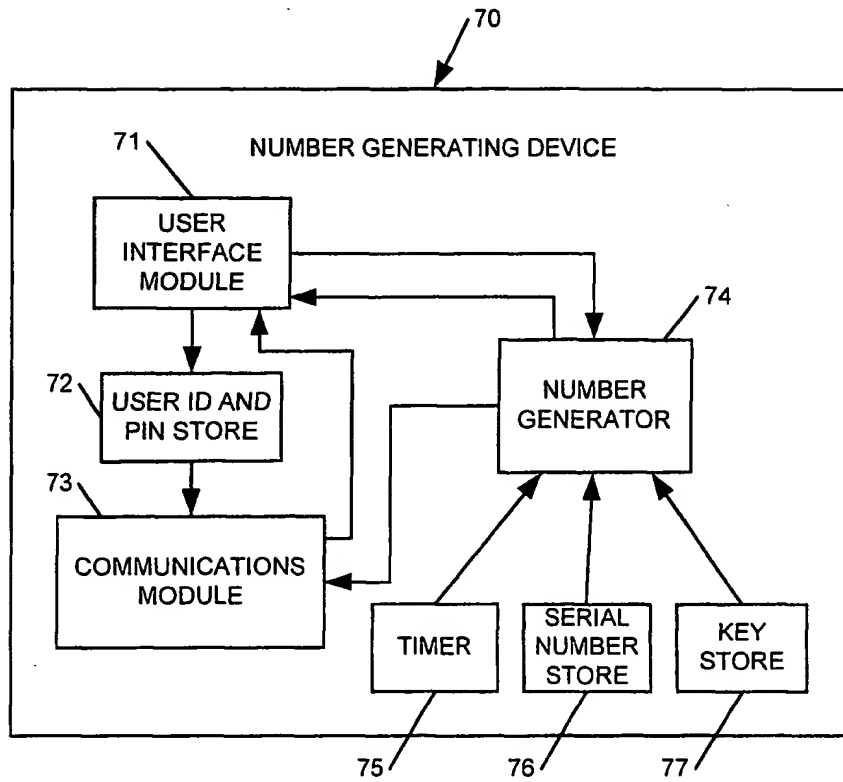 70
NUMBER GENERATING DEVICE
71
USER
INTERFACE
MODULE
74
NUMBER
GENERATOR
72
USER ID AND
PIN STORE
73
COMMUNICATIONS
MODULE
TIMER
SERIAL
NUMBER
STORE
KEY
STORE
75
76
77